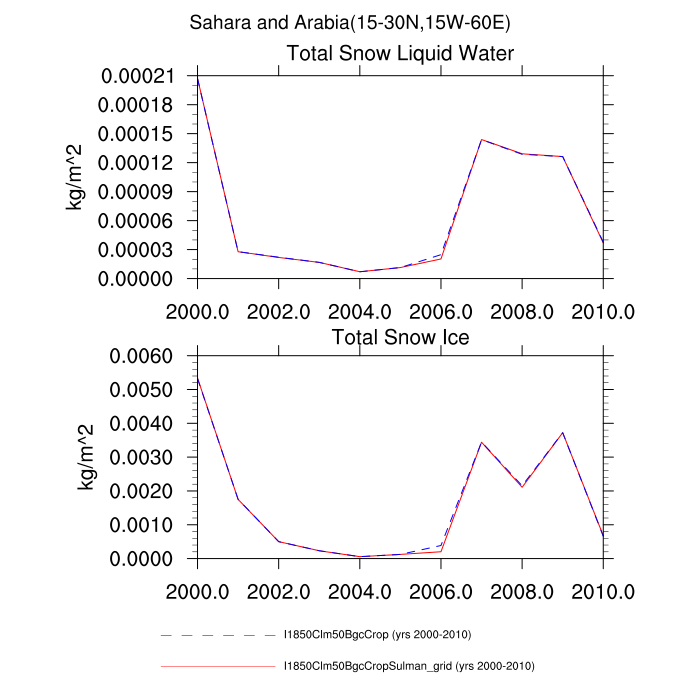 Sahara and Arabia(15-30N,15W-60E)
Total Snow Liquid Water
0.00021
0.00018
0.00015
0.00012
0.00009
0.00006
0.00003
0.00000
kg/m^2
2000.0 2002.0 2004.0 2006.0 2008.0 2010.0
Total Snow Ice
0.0060
0.0050
0.0040
0.0030
0.0020
0.0010
0.0000
kg/m^2
2000.0 2002.0 2004.0 2006.0 2008.0 2010.0
I1850Clm50BgcCrop (yrs 2000-2010)
I1850Clm50BgcCropSulman_grid (yrs 2000-2010)